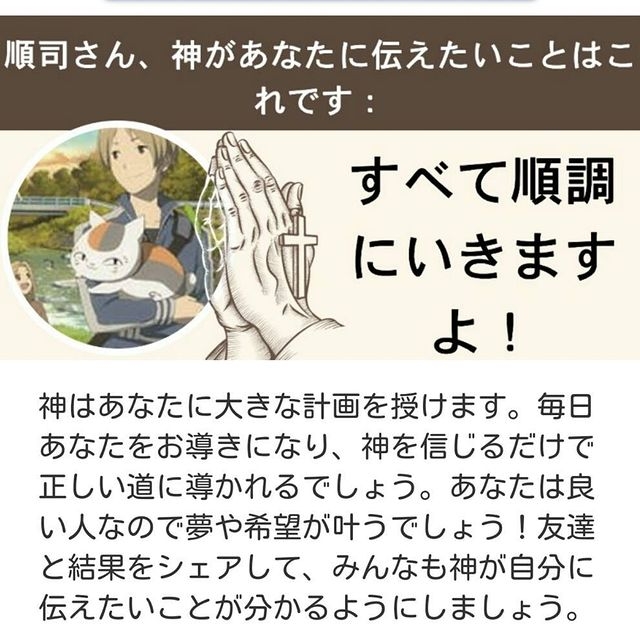 順司さん、神があなたに伝えたいことはこ
れです：
すべて順調
にいきます
よ！
神はあなたに大きな計画を授けます。毎日
あなたをお導きになり、神を信じるだけで
正しい道に導かれるでしょう。あなたは良
い人なので夢や希望が叶うでしょう！友達
と結果をシェアして、みんなも神が自分に
伝えたいことが分かるようにしましょう。